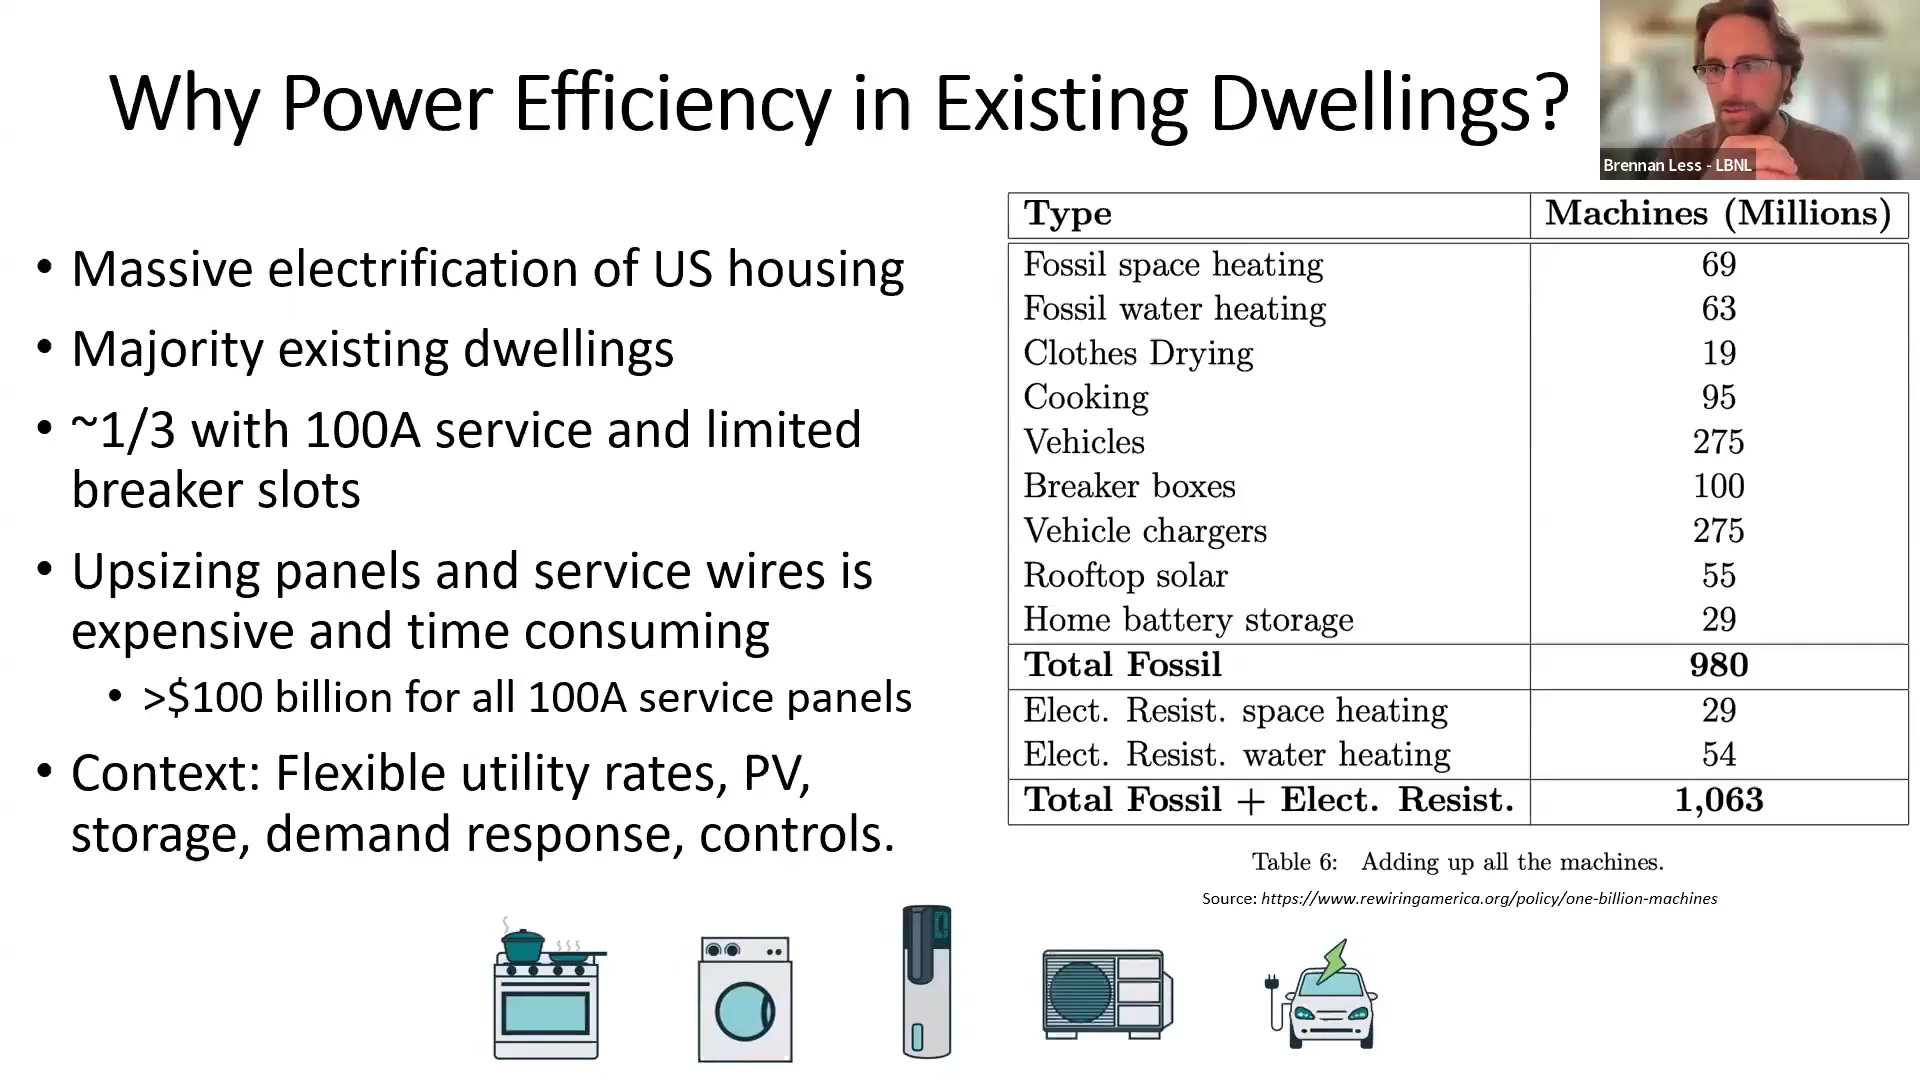 Why Power Efficiency in Existing Dwellings?
Brennan Less - LBNL
• Massive electrification of US housing
• Majority existing dwellings
• ~1/3 with 100A service and limited
breaker slots
• Upsizing panels and service wires is
expensive and time consuming
• >$100 billion for all 100A service panels
• Context: Flexible utility rates, PV,
storage, demand response, controls.
Type Machines (Millions)
Fossil space heating 69
Fossil water heating 63
Clothes Drying 19
Cooking 95
Vehicles 275
Breaker boxes 100
Vehicle chargers 275
Rooftop solar 55
Home battery storage 29
Total Fossil 980
Elect. Resist. space heating 29
Elect. Resist. water heating 54
Total Fossil + Elect. Resist. 1,063
Table 6: Adding up all the machines.
Source: https://www.rewiringamerica.org/policy/one-billion-machines